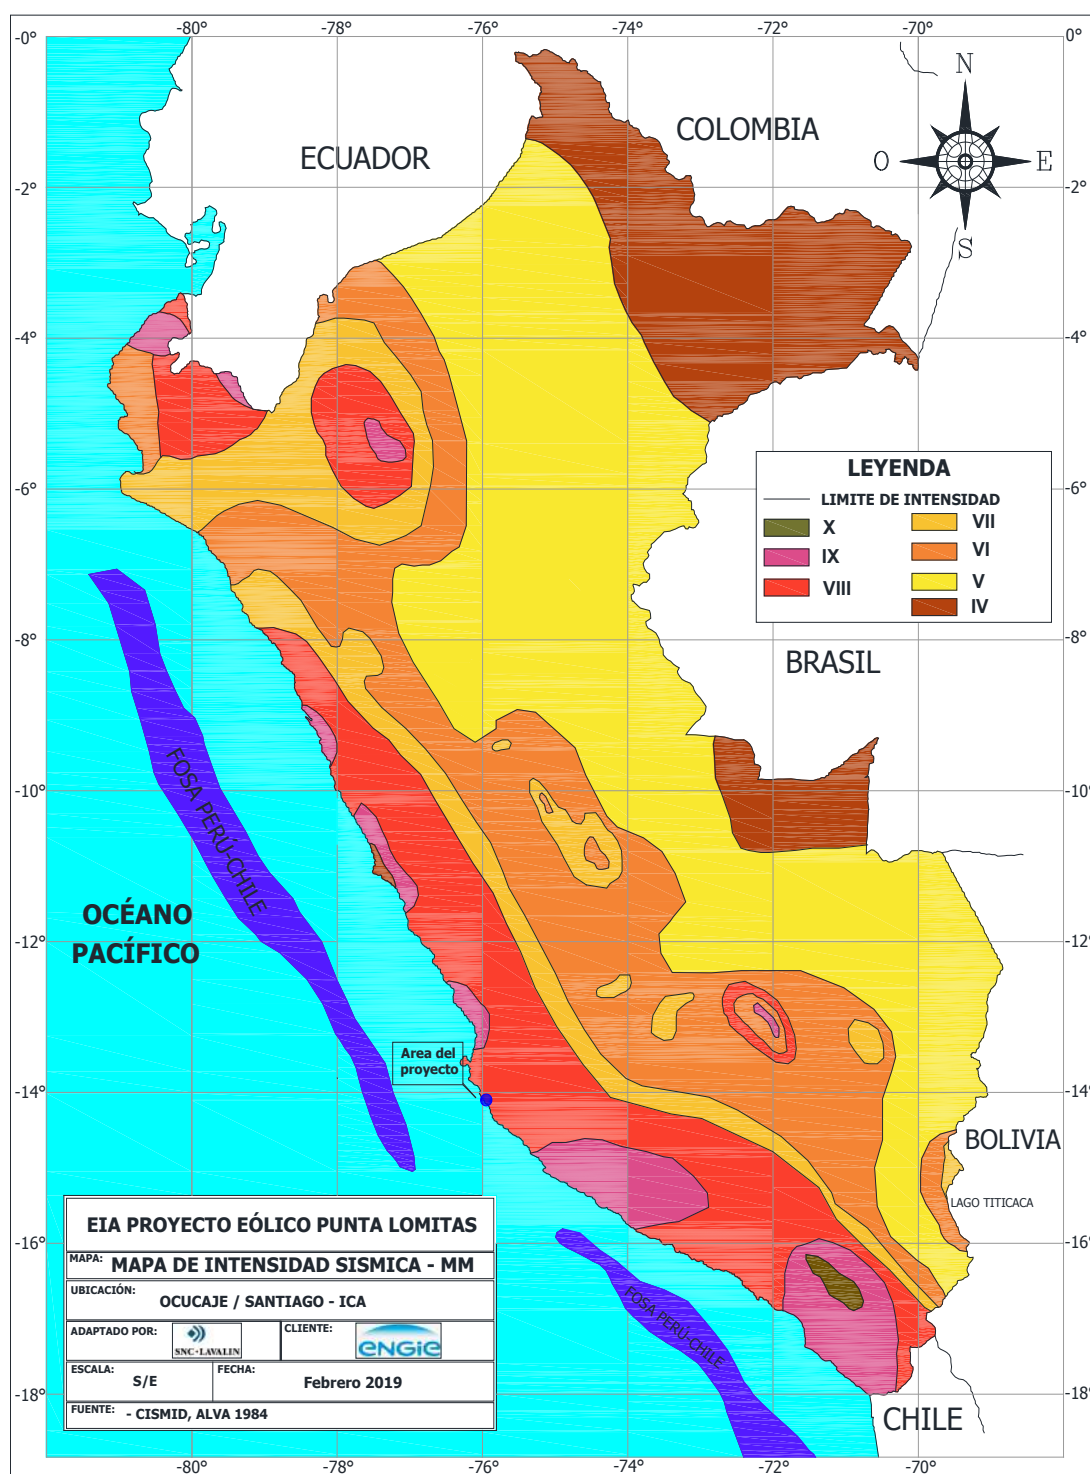 -80° -78° -76° -74° -72° -70°
-0° 0°
N
COLOMBIA
ECUADOR
O E
-2° -2°
S
-4° -4°
LEYENDA
LIMITE DE INTENSIDAD
X VII
IX VI
VIII V
IV
-6° -6°
-8° -8°
BRASIL
FOSA PERÚ-CHILE
-10° -10°
OCÉANO
PACÍFICO
-12° -12°
Area del
proyecto
-14° -14°
BOLIVIA
LAGO TITICACA
-16° -16°
FOSA PERÚ-CHILE
EIA PROYECTO EÓLICO PUNTA LOMITAS
MAPA: MAPA DE INTENSIDAD SISMICA - MM
UBICACIÓN:
OCUCAJE / SANTIAGO - ICA
ADAPTADO POR: SNC•LAVALIN CLIENTE: ENGIE
ESCALA: S/E FECHA: Febrero 2019
FUENTE: - CISMID, ALVA 1984
-18° -18°
CHILE
-80° -78° -76° -74° -72° -70°